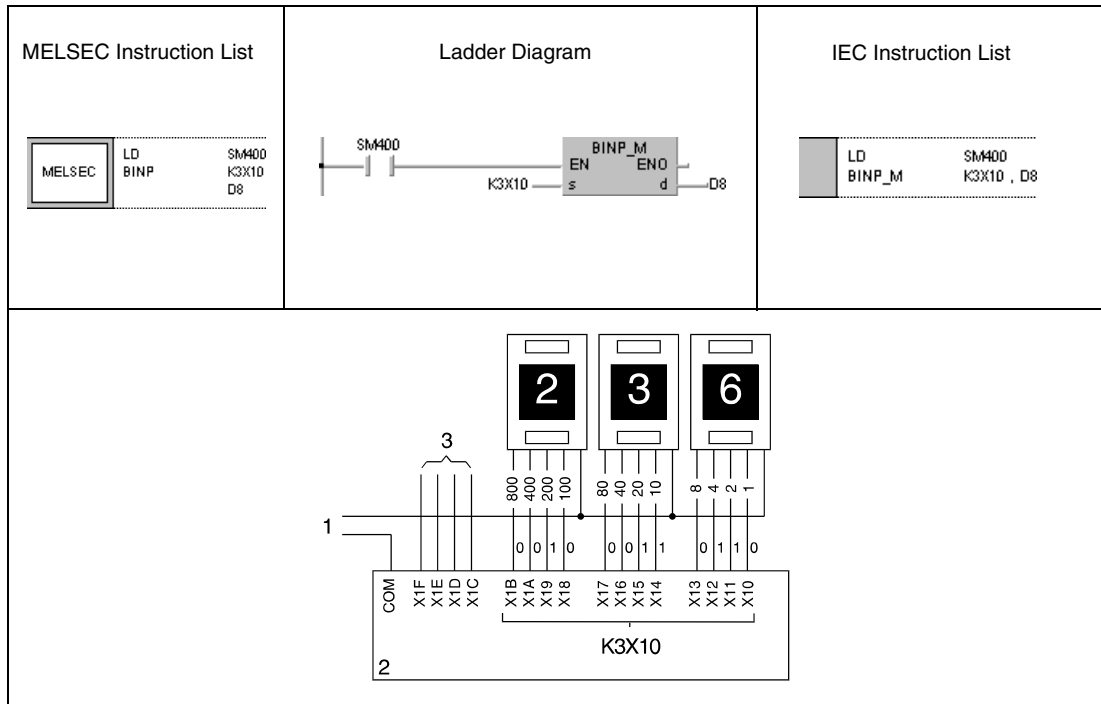 MELSEC Instruction List
MELSEC
LD SM400
BINP K3X10
D8
Ladder Diagram
SM400
BINP_M
EN ENO
K3X10 s d D8
IEC Instruction List
LD SM400
BINP_M K3X10 , D8
2 3 6
3
800 400 200 100 80 40 20 10 8 4 2 1
1
0 0 1 0 0 0 1 1 0 1 1 0
COM X1F X1E X1D X1C X1B X1A X19 X18 X17 X16 X15 X14 X13 X12 X11 X10
K3X10
2